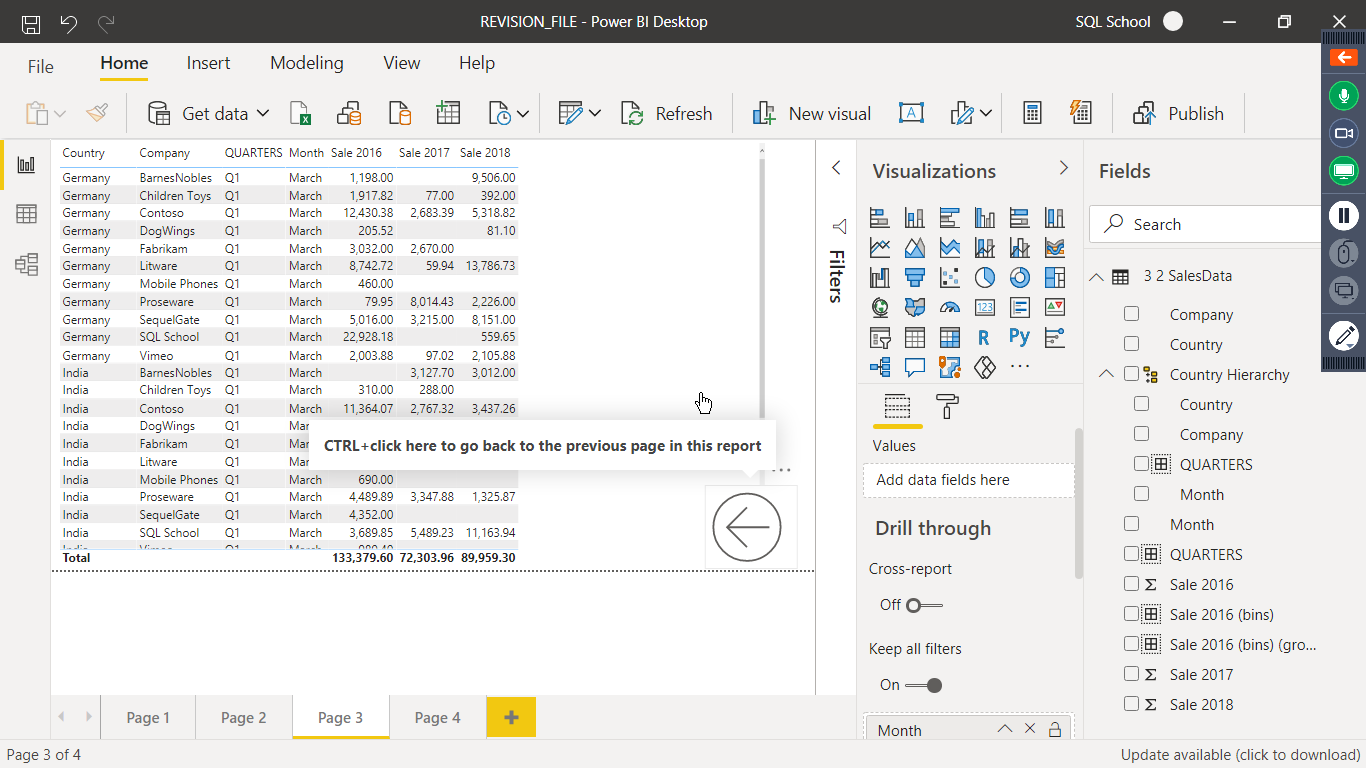 REVISION_FILE - Power BI Desktop
SQL School
File Home Insert Modeling View Help
Get data Refresh New visual Publish
Country Company QUARTERS Month Sale 2016 Sale 2017 Sale 2018
Germany BarnesNobles Q1 March 1,198.00 9,506.00
Germany Children Toys Q1 March 1,917.82 77.00 392.00
Germany Contoso Q1 March 12,430.38 2,683.39 5,318.82
Germany DogWings Q1 March 205.52 81.10
Germany Fabrikam Q1 March 3,032.00 2,670.00
Germany Litware Q1 March 8,742.72 59.94 13,786.73
Germany Mobile Phones Q1 March 460.00
Germany Proseware Q1 March 79.95 8,014.43 2,226.00
Germany SequelGate Q1 March 5,016.00 3,215.00 8,151.00
Germany SQL School Q1 March 22,928.18 559.65
Germany Vimeo Q1 March 2,003.88 97.02 2,105.88
India BarnesNobles Q1 March 3,127.70 3,012.00
India Children Toys Q1 March 310.00 288.00
India Contoso Q1 March 11,364.07 2,767.32 3,437.26
India DogWings Q1
India Fabrikam Q1
India Litware Q1
India Mobile Phones Q1 March 690.00
India Proseware Q1 March 4,489.89 3,347.88 1,325.87
India SequelGate Q1 March 4,352.00
India SQL School Q1 March 3,689.85 5,489.23 11,163.94
Total 133,379.60 72,303.96 89,959.30
CTRL+click here to go back to the previous page in this report
Filters
Visualizations
R Py
123
Values
Add data fields here
Drill through
Cross-report
Off
Keep all filters
On
Month
Fields
Search
3 2 SalesData
Company
Country
Country Hierarchy
Country
Company
QUARTERS
Month
Month
QUARTERS
Σ Sale 2016
Sale 2016 (bins)
Sale 2016 (bins) (gro...
Σ Sale 2017
Σ Sale 2018
Page 1 Page 2 Page 3 Page 4
Page 3 of 4
Update available (click to download)